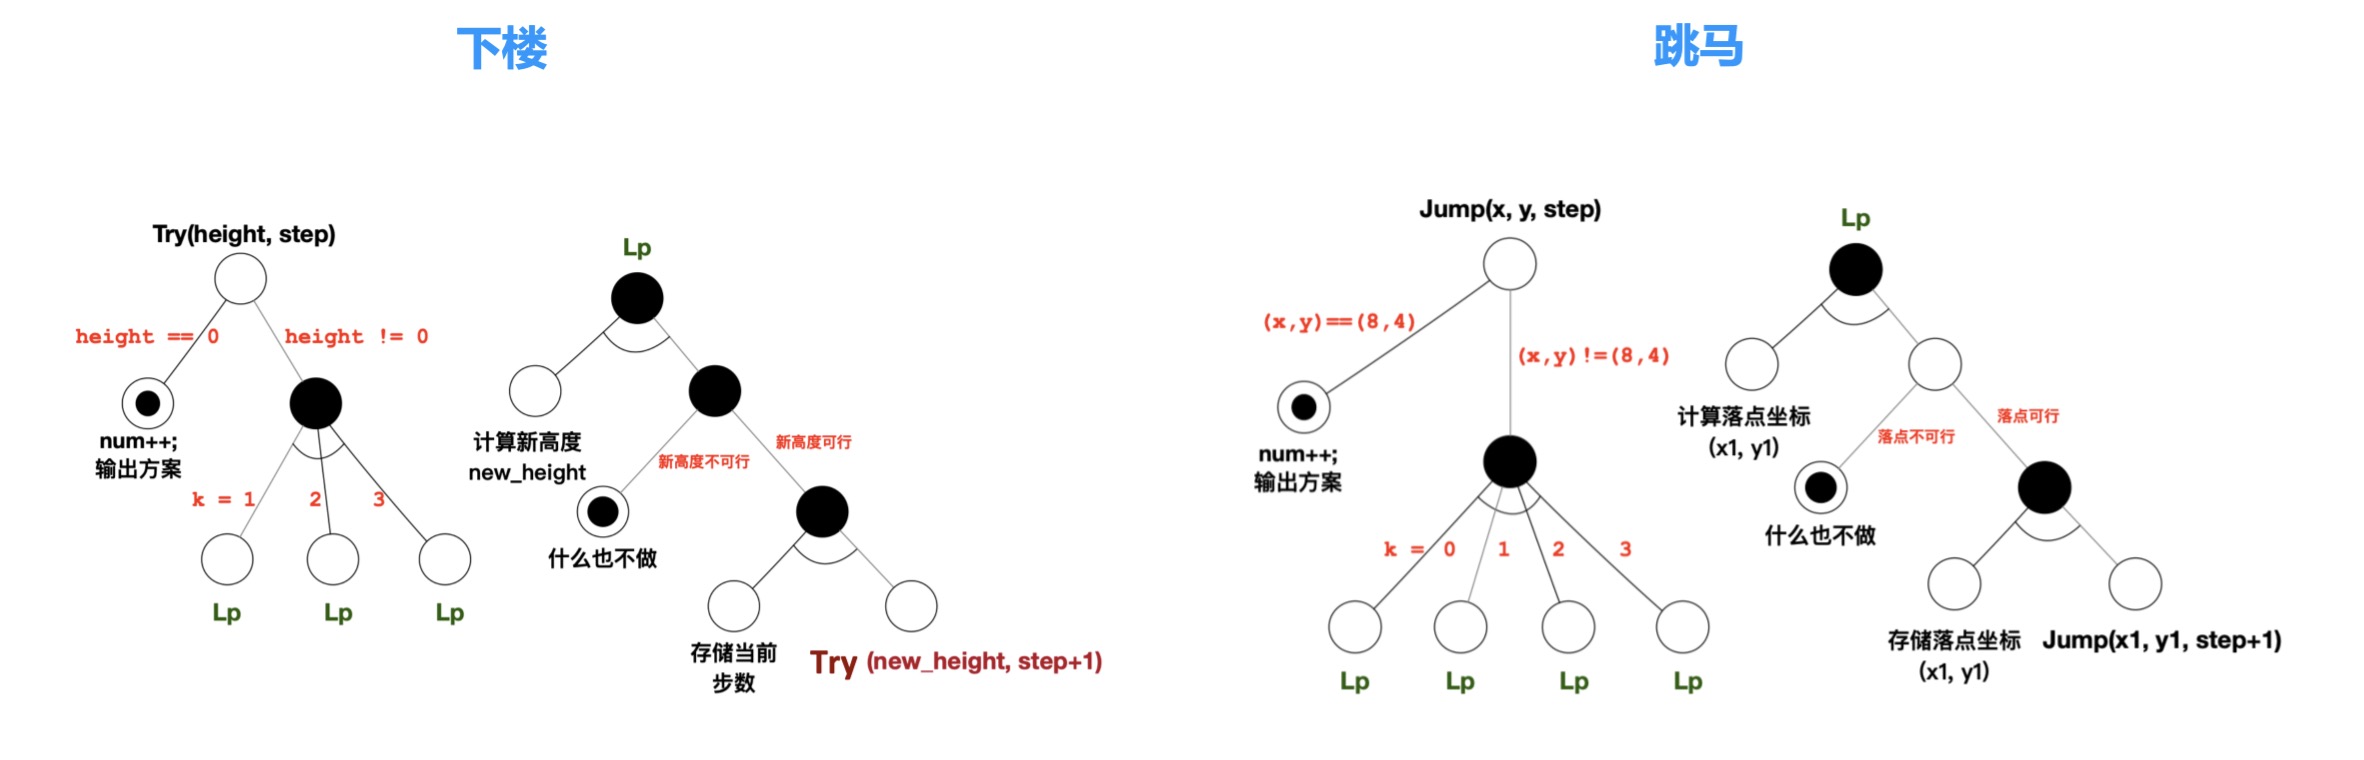 下楼
Try(height, step)
height == 0
height != 0
num++;
输出方案
k = 1
2
3
Lp
Lp
Lp
Lp
计算新高度
new_height
新高度不可行
新高度可行
什么也不做
存储当前
步数
Try (new_height, step+1)
跳马
Jump(x, y, step)
(x,y)==(8,4)
(x,y)!=(8,4)
num++;
输出方案
k = 0
1
2
3
Lp
Lp
Lp
Lp
Lp
计算落点坐标
(x1, y1)
落点不可行
落点可行
什么也不做
存储落点坐标
(x1, y1)
Jump(x1, y1, step+1)